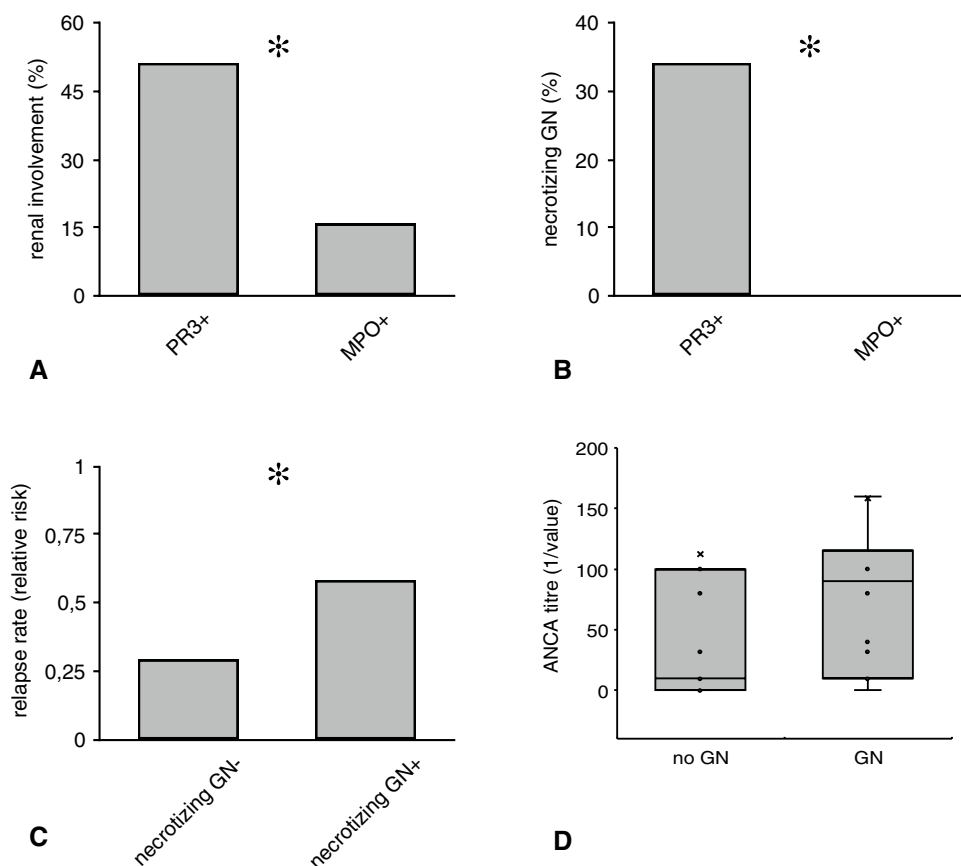 renal involvement (%)
60
45
30
15
0
PR3+
MPO+
*
A
necrotizing GN (%)
40
30
20
10
0
PR3+
MPO+
*
B
relapse rate (relative risk)
1
0,75
0,5
0,25
0
necrotizing GN-
necrotizing GN+
*
C
ANCA titre (1/value)
200
150
100
50
0
no GN
GN
D